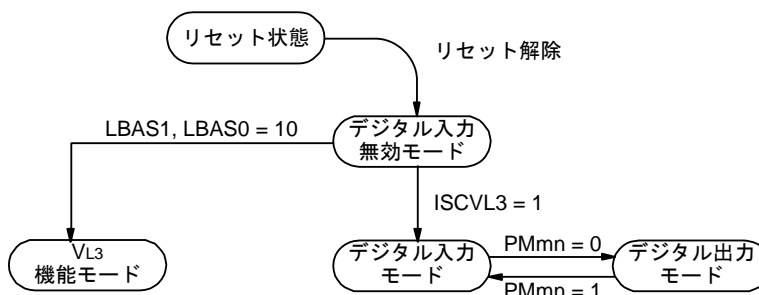 リセット状態
リセット解除
LBAS1, LBAS0 = 10
デジタル入力
無効モード
ISCVL3 = 1
VL3
機能モード
デジタル入力
モード
PMmn = 0
PMmn = 1
デジタル出力
モード